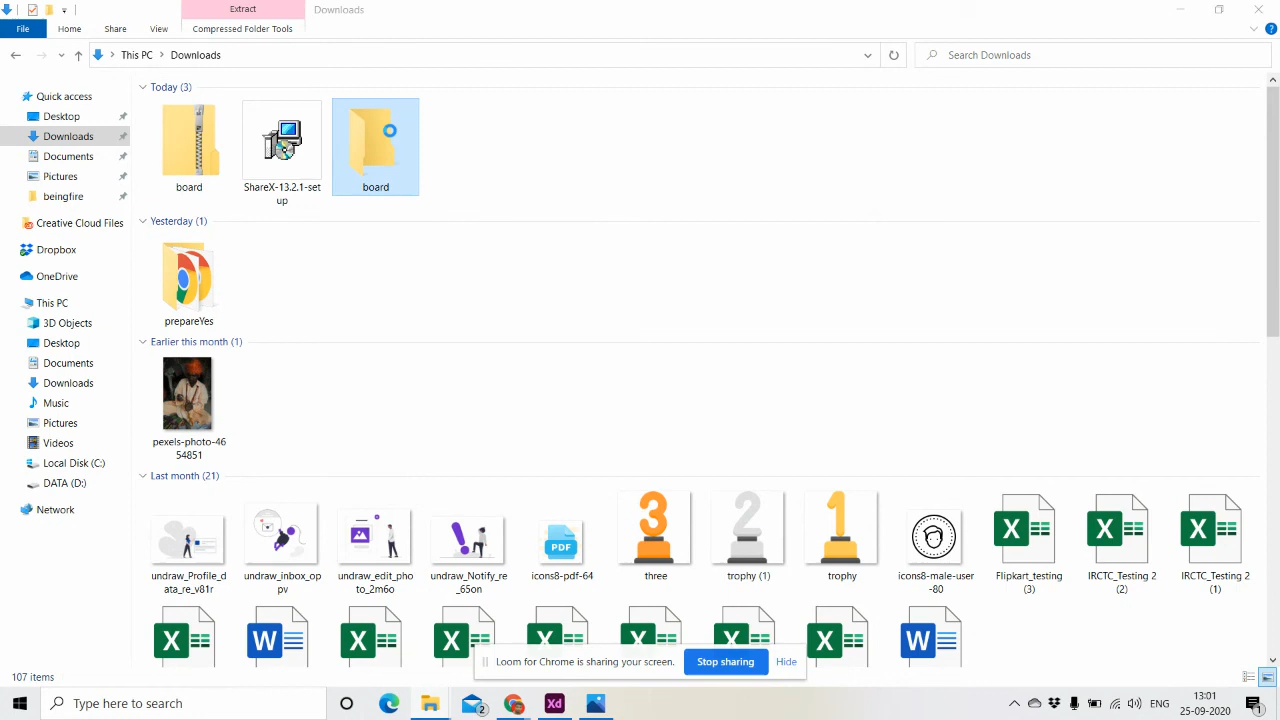 Extract
Downloads
File
Home
Share
View
Compressed Folder Tools
This PC
Downloads
Search Downloads
Quick access
Desktop
Downloads
Documents
Pictures
beingfire
Creative Cloud Files
Dropbox
OneDrive
This PC
3D Objects
Desktop
Documents
Downloads
Music
Pictures
Videos
Local Disk (C:)
DATA (D:)
Network
Today (3)
board
ShareX-13.2.1-set
up
board
Yesterday (1)
prepareYes
Earlier this month (1)
pexels-photo-46
54851
Last month (21)
3
2
1
PDF
undraw_Profile_d
ata_re_v81r
undraw_inbox_op
pv
undraw_edit_pho
to_2m6o
undraw_Notify_re
_65on
icons8-pdf-64
three
trophy (1)
trophy
icons8-male-user
-80
Flipkart_testing
(3)
IRCTC_Testing 2
(2)
IRCTC_Testing 2
(1)
Loom for Chrome is sharing your screen.
Stop sharing
Hide
107 items
Type here to search
2
Xd
ENG
13:01
25-09-2020
1